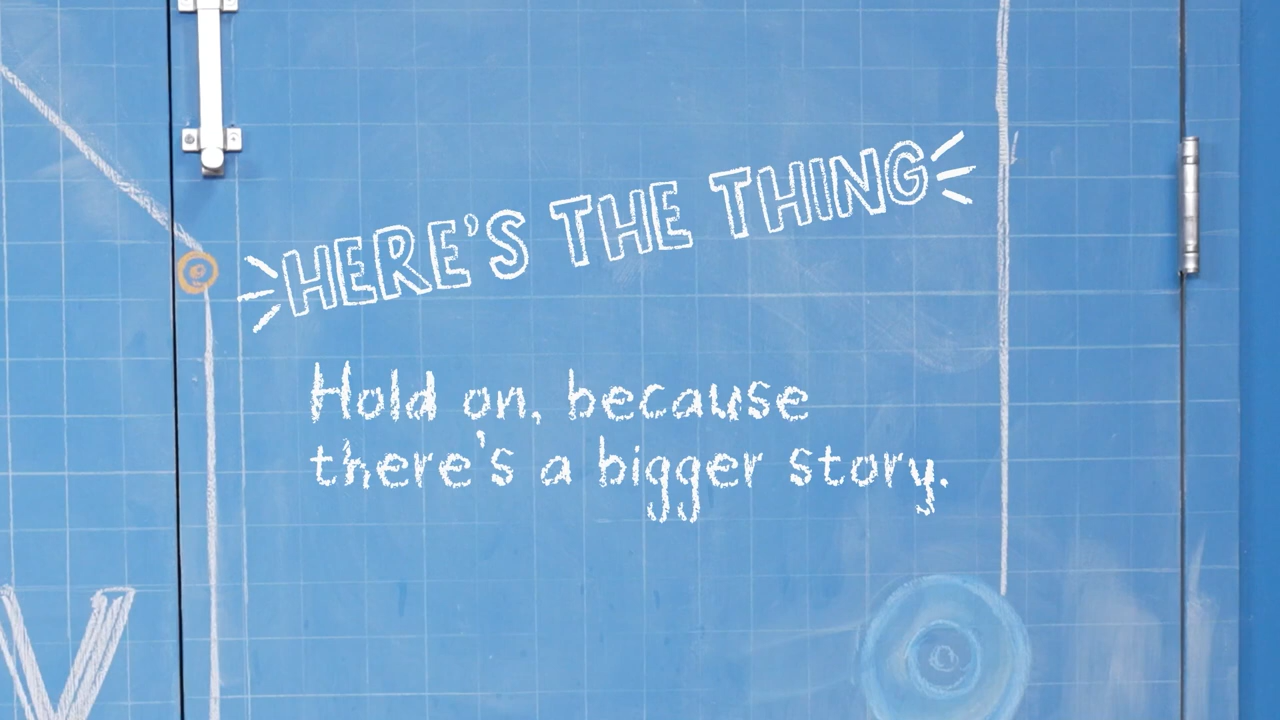 HERE'S THE THING
Hold on, because
there's a bigger story.
V